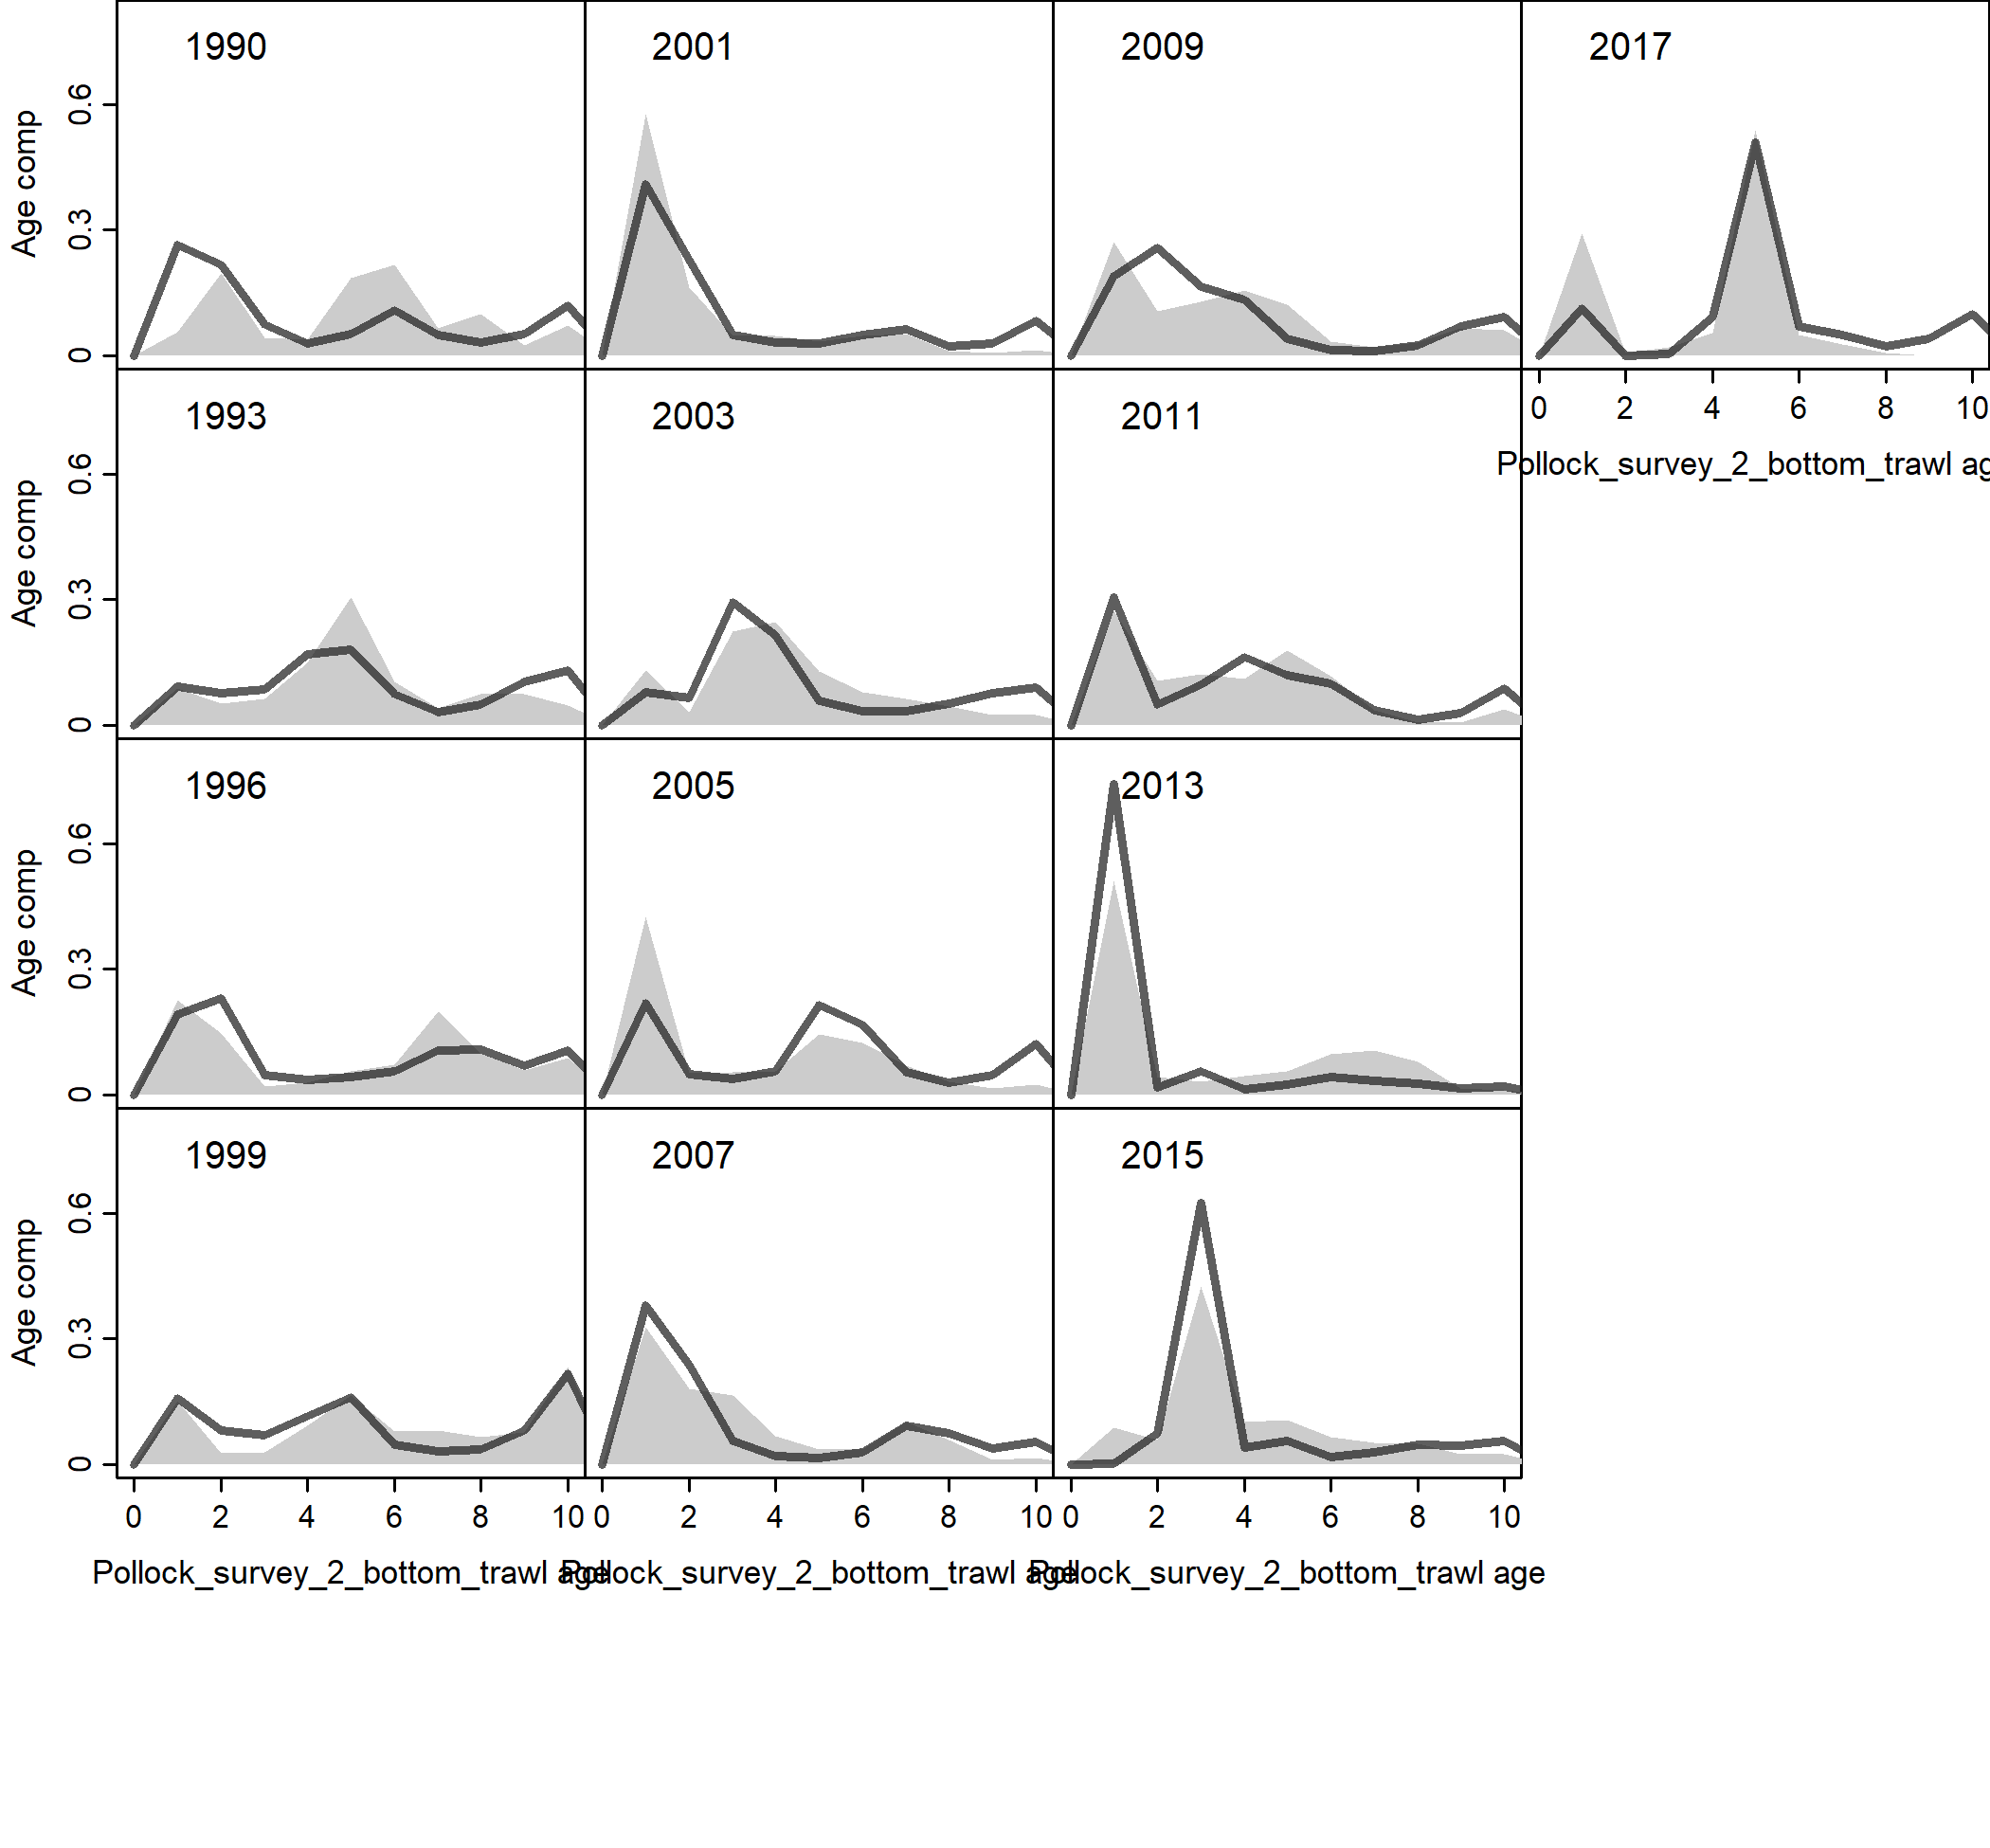 1990
2001
2009
2017
Age comp
0 0.3 0.6
0 2 4 6 8 10
Pollock_survey_2_bottom_trawl ag
1993
2003
2011
Age comp
0 0.3 0.6
1996
2005
2013
Age comp
0 0.3 0.6
1999
2007
2015
Age comp
0 0.3 0.6
0 2 4 6 8 10 0 2 4 6 8 10 0 2 4 6 8 10
Pollock_survey_2_bottom_trawl age
Pollock_survey_2_bottom_trawl age
Pollock_survey_2_bottom_trawl age